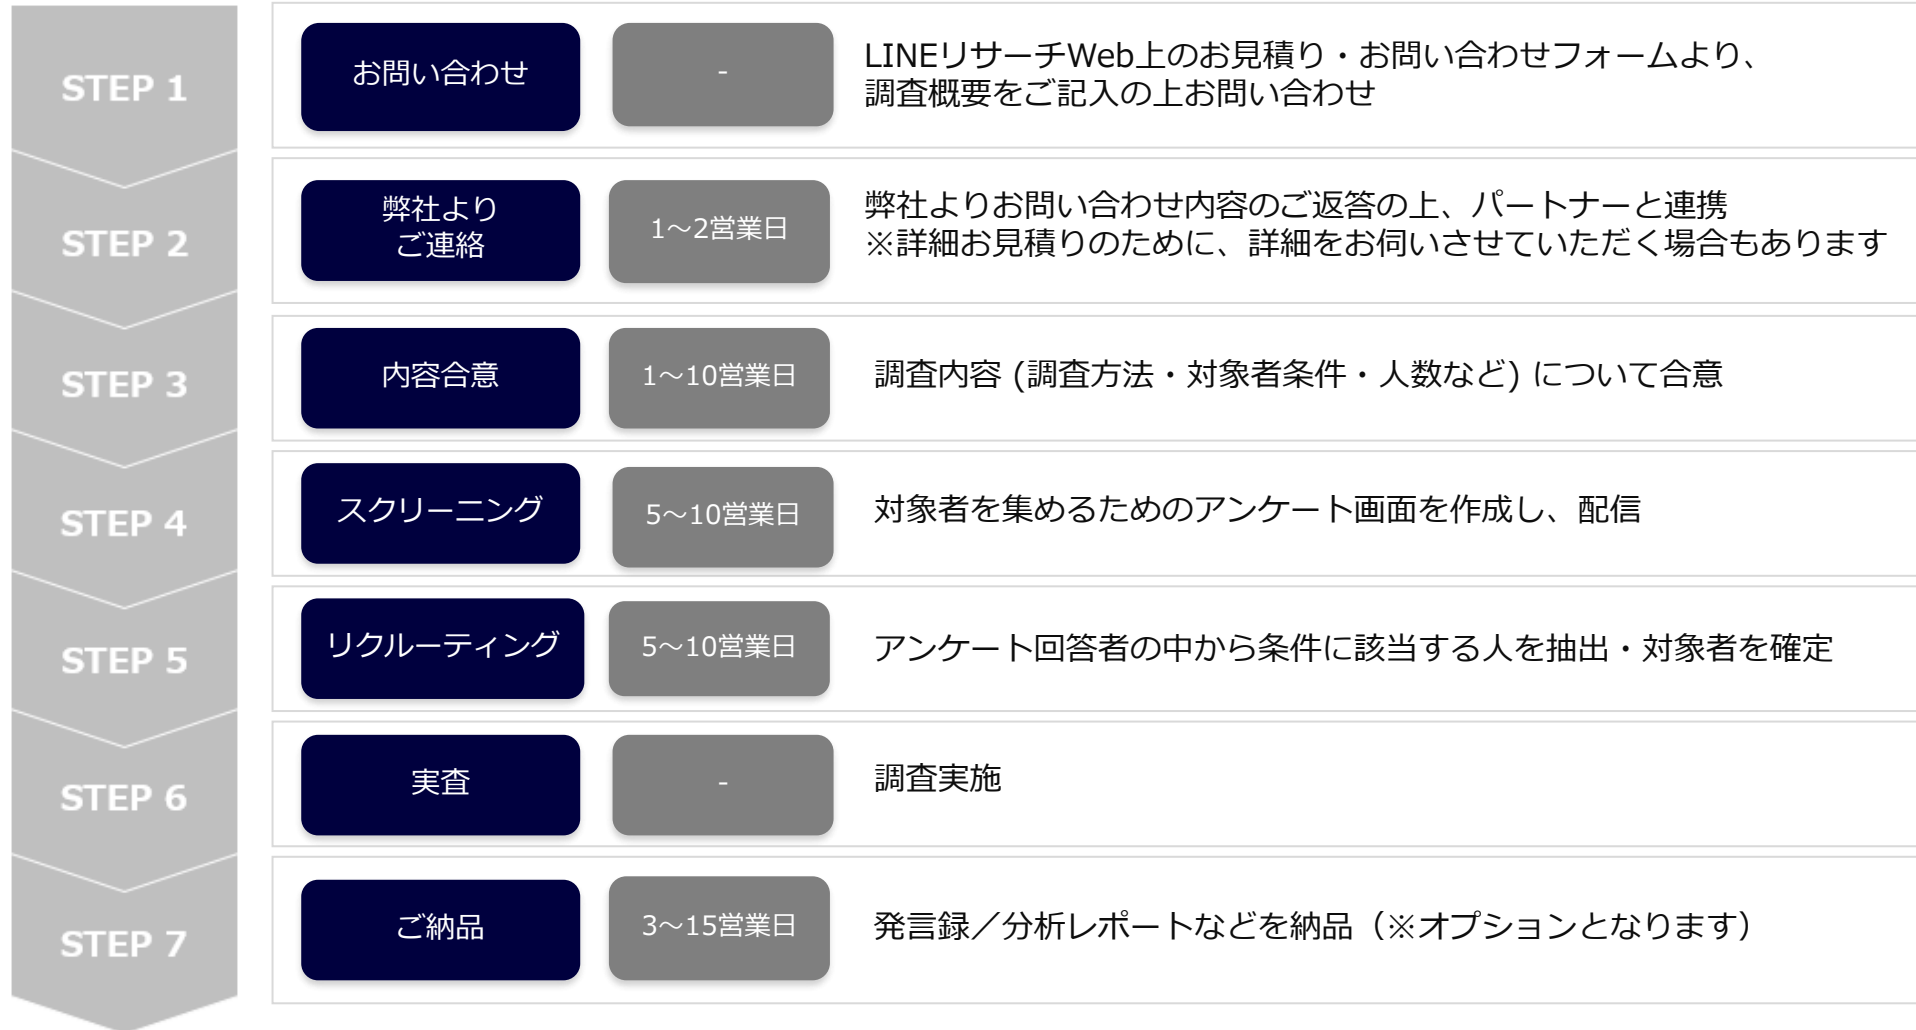 STEP 1
お問い合わせ
-
LINEリサーチWeb上のお見積り・お問い合わせフォームより、
調査概要をご記入の上お問い合わせ
STEP 2
弊社より
ご連絡
1～2営業日
弊社よりお問い合わせ内容のご返答の上、パートナーと連携
※詳細お見積りのために、詳細をお伺いさせていただく場合もあります
STEP 3
内容合意
1～10営業日
調査内容 (調査方法・対象者条件・人数など) について合意
STEP 4
スクリーニング
5～10営業日
対象者を集めるためのアンケート画面を作成し、配信
STEP 5
リクルーティング
5～10営業日
アンケート回答者の中から条件に該当する人を抽出・対象者を確定
STEP 6
実査
-
調査実施
STEP 7
ご納品
3～15営業日
発言録／分析レポートなどを納品（※オプションとなります）